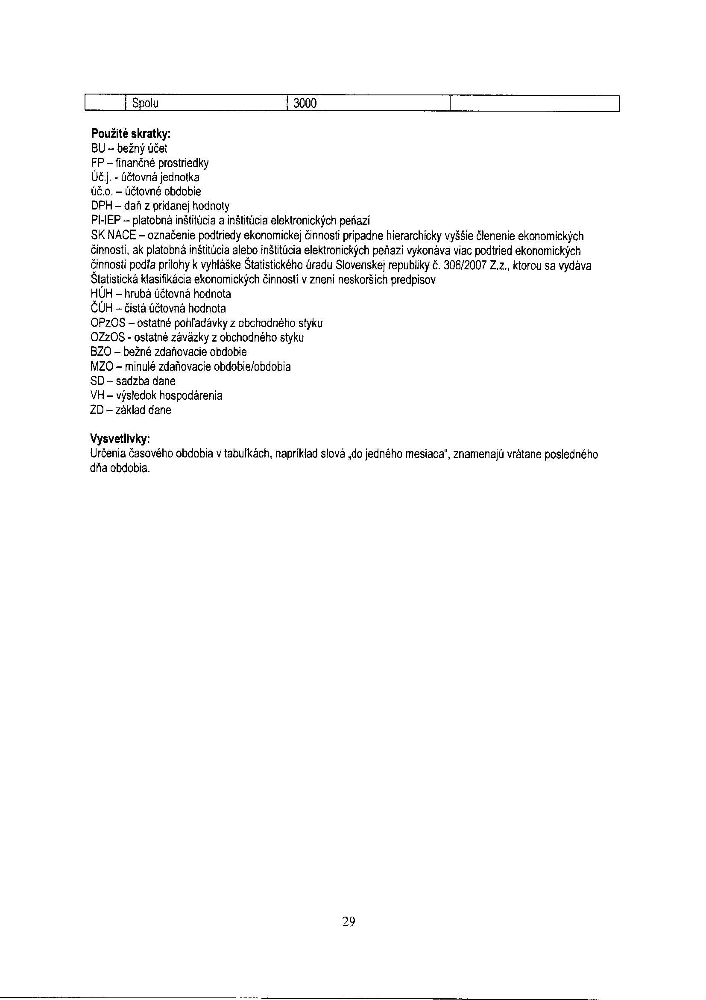 Spolu 3000
Použité skratky:
BU – bežný účet
FP – finančné prostriedky
Úč.j. - účtovná jednotka
úč.o. – účtovné obdobie
DPH – daň z pridanej hodnoty
PI-IEP – platobná inštitúcia a inštitúcia elektronických peňazí
SK NACE – označenie podtriedy ekonomickej činnosti prípadne hierarchicky vyššie členenie ekonomických
činností, ak platobná inštitúcia alebo inštitúcia elektronických peňazí vykonáva viac podtried ekonomických
činností podľa prílohy k vyhláške Štatistického úradu Slovenskej republiky č. 306/2007 Z.z., ktorou sa vydáva
Štatistická klasifikácia ekonomických činností v znení neskorších predpisov
HÚH – hrubá účtovná hodnota
ČÚH – čistá účtovná hodnota
OPzOS – ostatné pohľadávky z obchodného styku
OZzOS - ostatné záväzky z obchodného styku
BZO – bežné zdaňovacie obdobie
MZO – minulé zdaňovacie obdobie/obdobia
SD – sadzba dane
VH – výsledok hospodárenia
ZD – základ dane
Vysvetlivky:
Určenia časového obdobia v tabuľkách, napríklad slová „do jedného mesiaca“, znamenajú vrátane posledného
dňa obdobia.
29